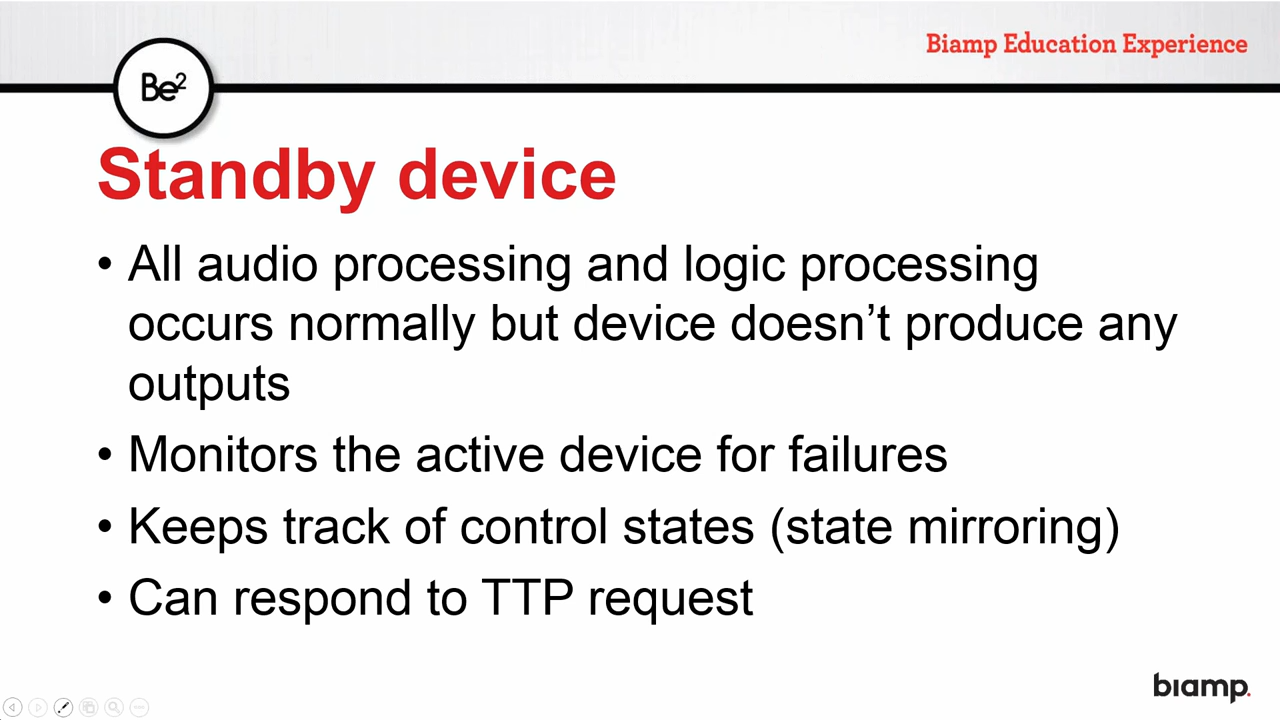 Biamp Education Experience
Be²
Standby device
• All audio processing and logic processing
occurs normally but device doesn’t produce any
outputs
• Monitors the active device for failures
• Keeps track of control states (state mirroring)
• Can respond to TTP request
biamp.